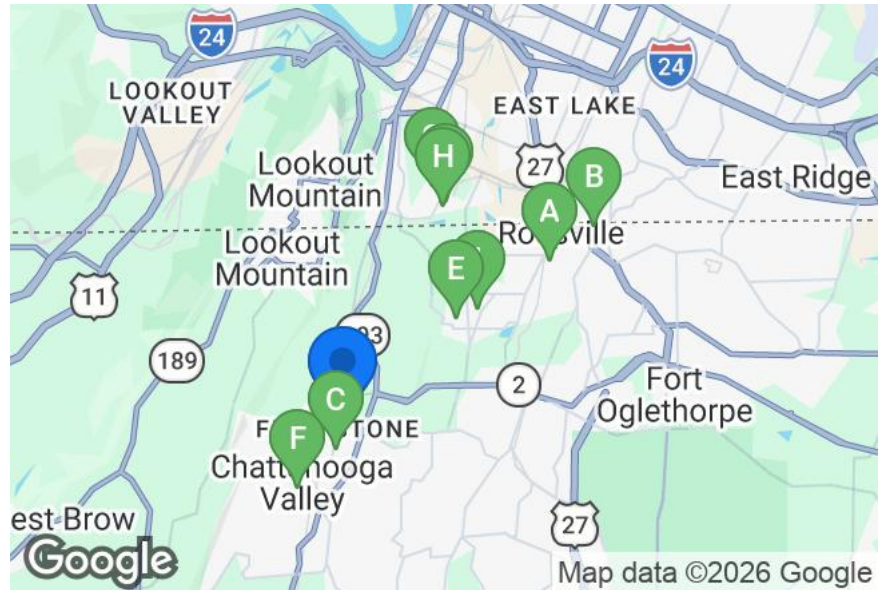 24
LOOKOUT
VALLEY
EAST LAKE
24
Lookout
Mountain
H
27
B
East Ridge
A
Lookout
Mountain
E
11
189
2
Fort
Oglethorpe
C
F
Chattanooga
Valley
27
est Brow
Google
Map data ©2026 Google